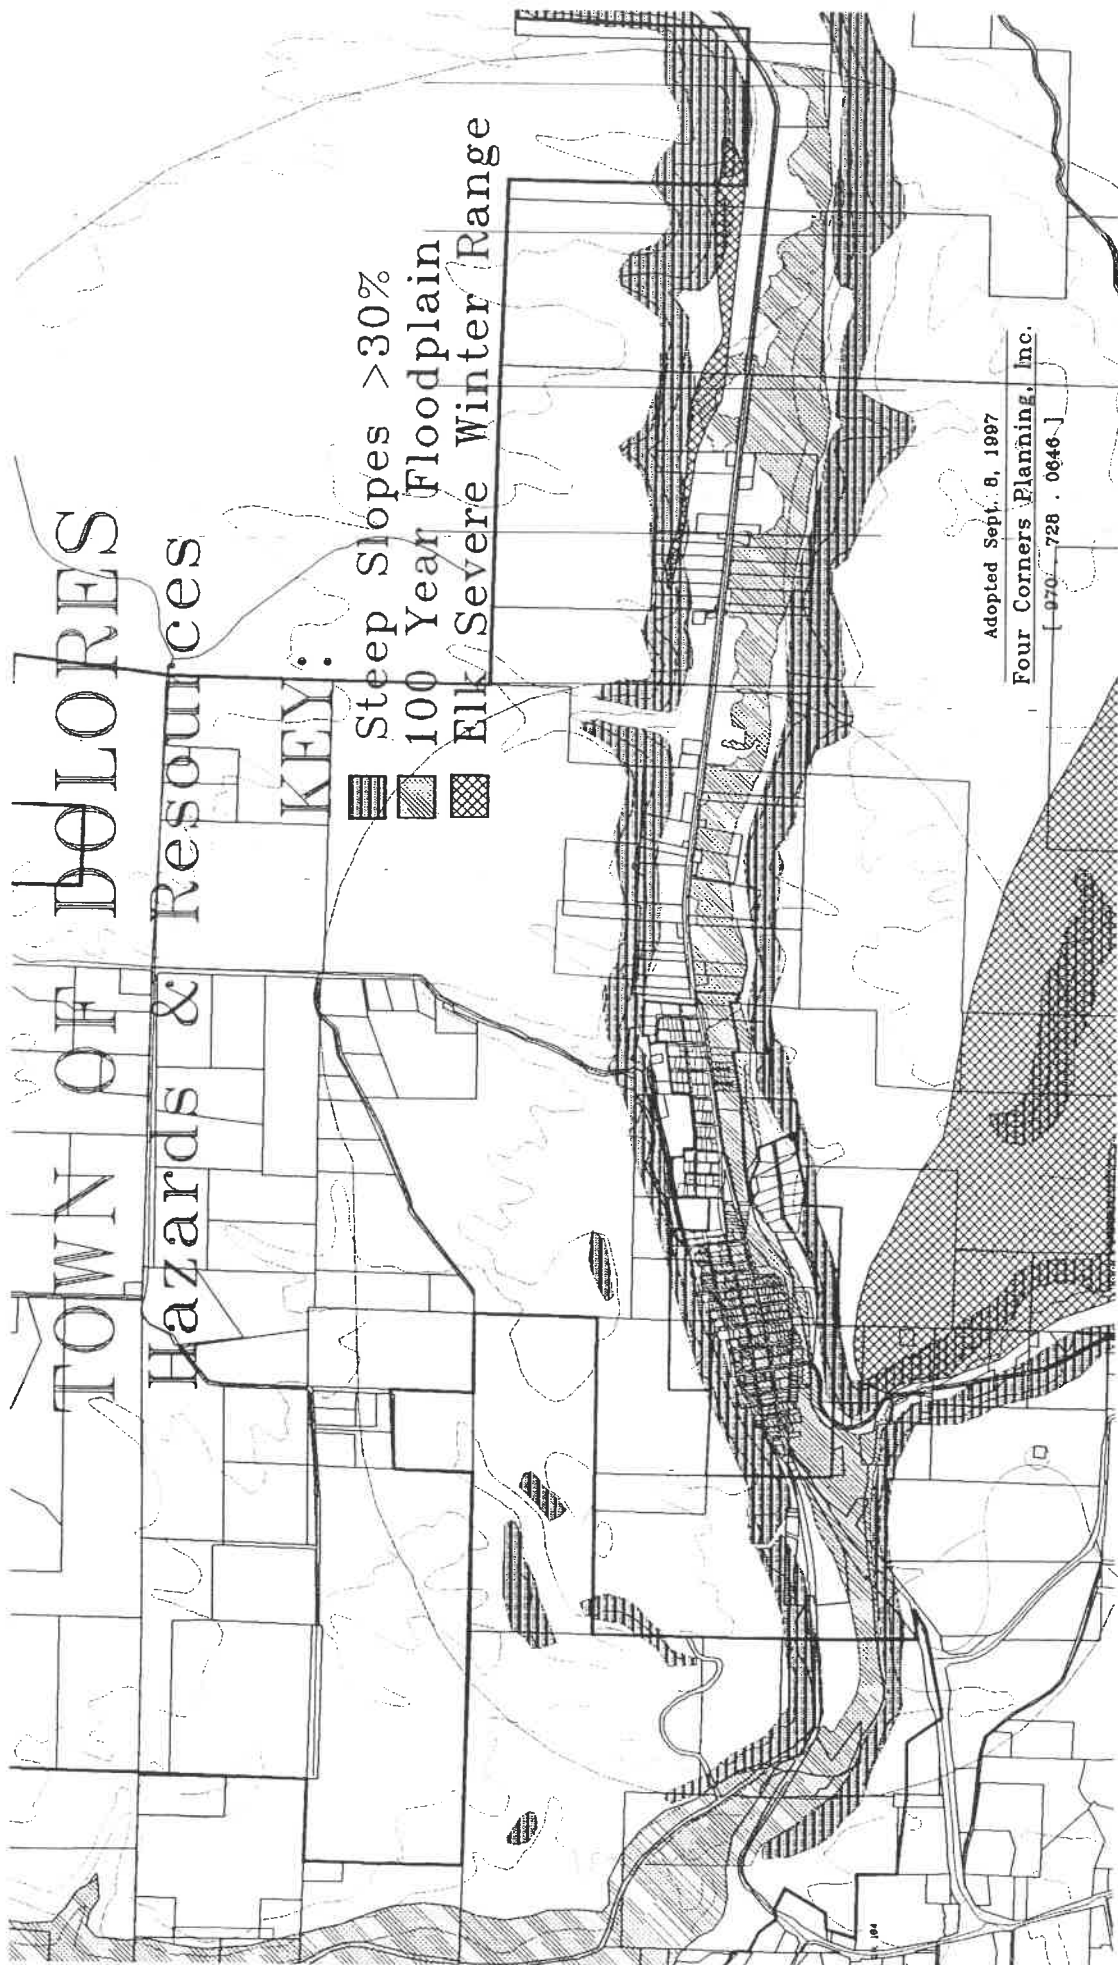 TOWN OF DOLORES
Hazards & Resources
KEY:
Steep Slopes >30%
100 Year Floodplain
Elk Severe Winter Range
Adopted Sept. 8, 1997
Four Corners Planning, Inc.
[ 970 . 728 . 0646 ]